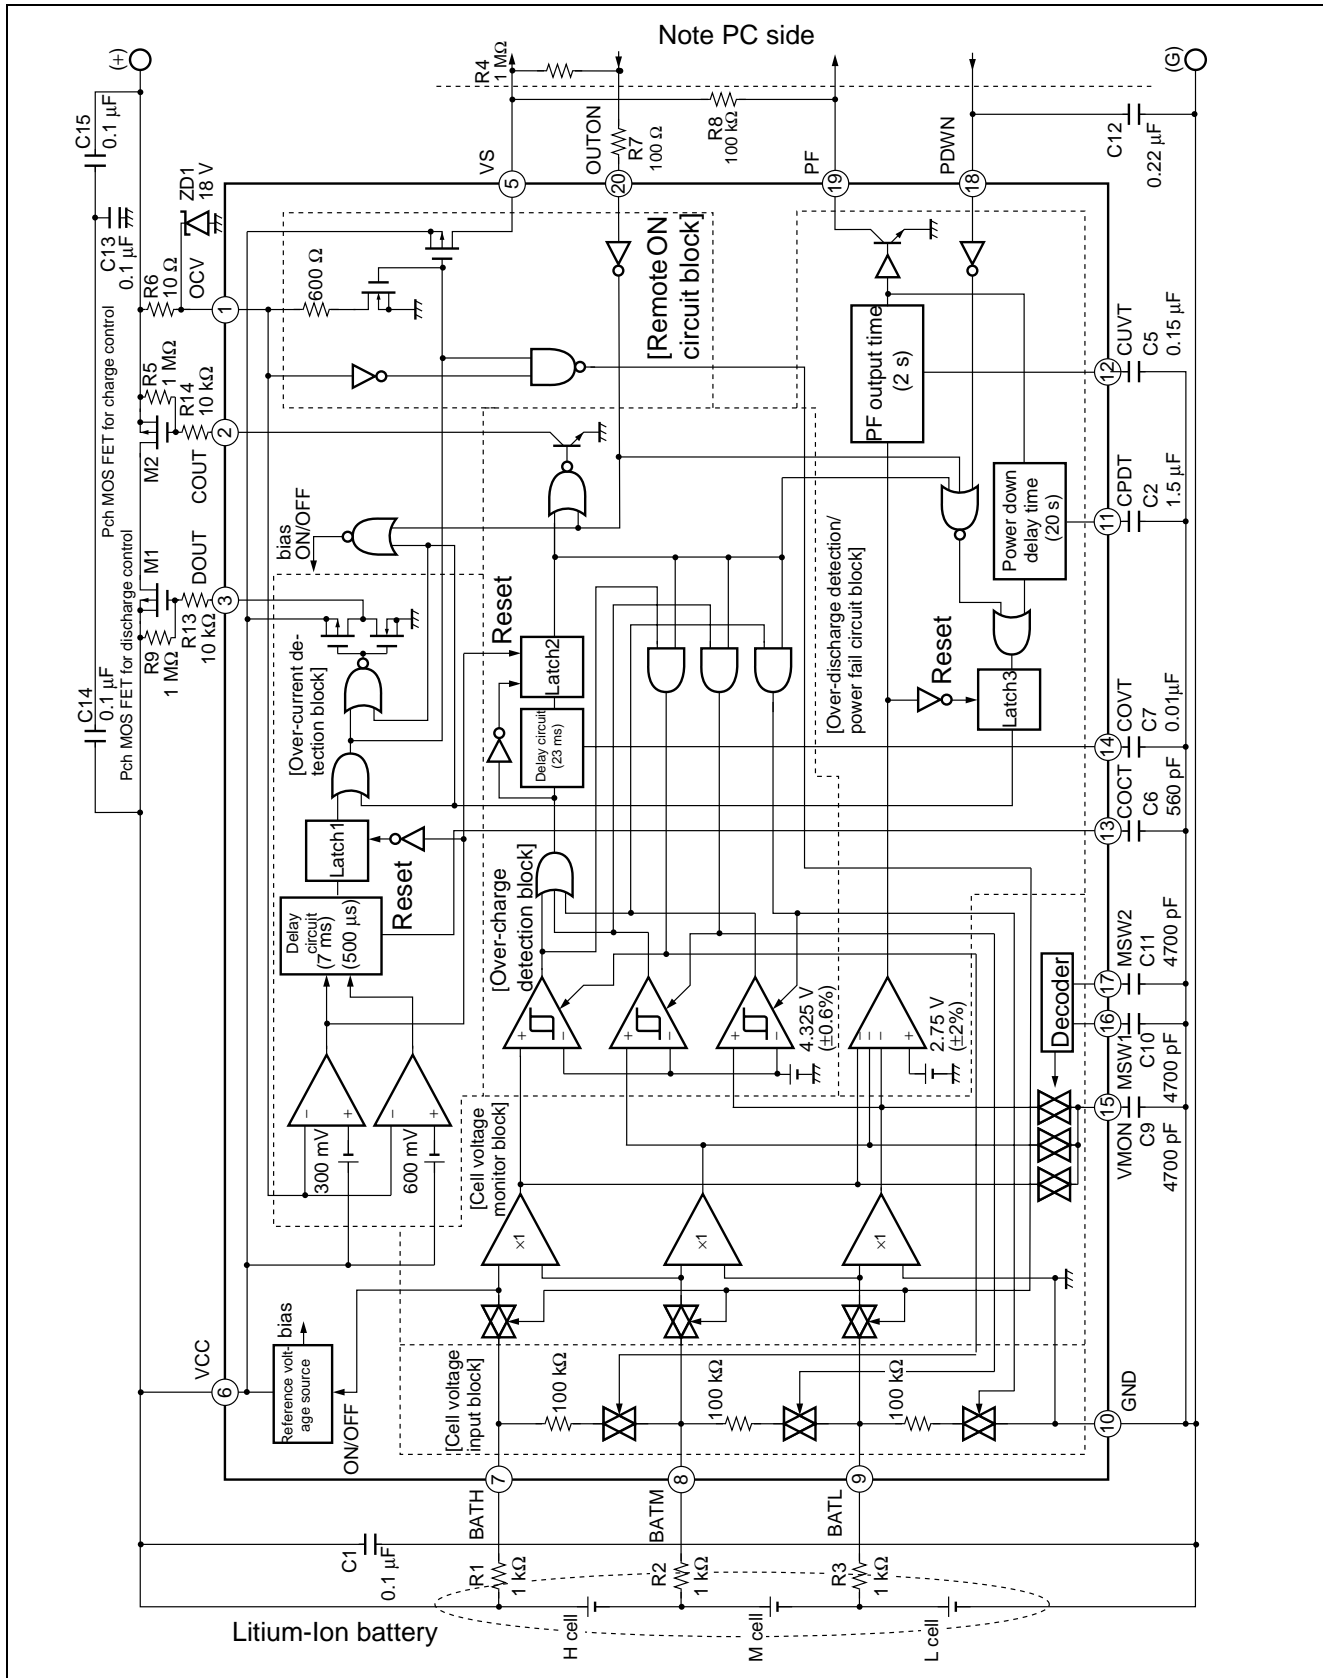 Note PC side
(+)
C15
0.1 µF
C13
0.1 µF
C14
0.1 µF
Pch MOS FET for charge control
Pch MOS FET for discharge control
ZD1
18 V
R6
10 Ω
OCV
1
R5
1 MΩ
R14
10 kΩ
M2
COUT
2
M1
R9
1 MΩ
R13
10 kΩ
DOUT
3
R4
1 MΩ
VS
5
OUTON
R7
100 Ω
20
R8
100 kΩ
PF
19
PDWN
18
C12
0.22 µF
(G)
600 Ω
[Remote ON
circuit block]
bias
ON/OFF
PF output time
(2 s)
12
CUVT
C5
0.15 µF
Power down
delay time
(20 s)
11
CPDT
C2
1.5 µF
[Over-current de-
tection block]
Reset
Latch2
Delay circuit
(23 ms)
[Over-discharge detection/
power fail circuit block]
Reset
Latch3
14
COVT
C7
0.01µF
13
COCT
C6
560 pF
Latch1
Reset
Delay
circuit
(7 ms)
(500 µs)
[Over-charge
detection block]
+
−
+
−
+
−
4.325 V
(±0.6%)
−
−
−
+
2.75 V
(±2%)
Decoder
17
MSW2
C11
4700 pF
16
MSW1
C10
4700 pF
15
VMON
C9
4700 pF
−
+
−
+
300 mV
600 mV
[Cell voltage
monitor block]
×1
×1
×1
VCC
6
bias
Reference volt-
age source
ON/OFF
[Cell voltage
input block]
100 kΩ
100 kΩ
100 kΩ
GND
10
7
BATH
8
BATM
9
BATL
C1
0.1 µF
R1
1 kΩ
R2
1 kΩ
R3
1 kΩ
Litium-Ion battery
H cell
M cell
L cell